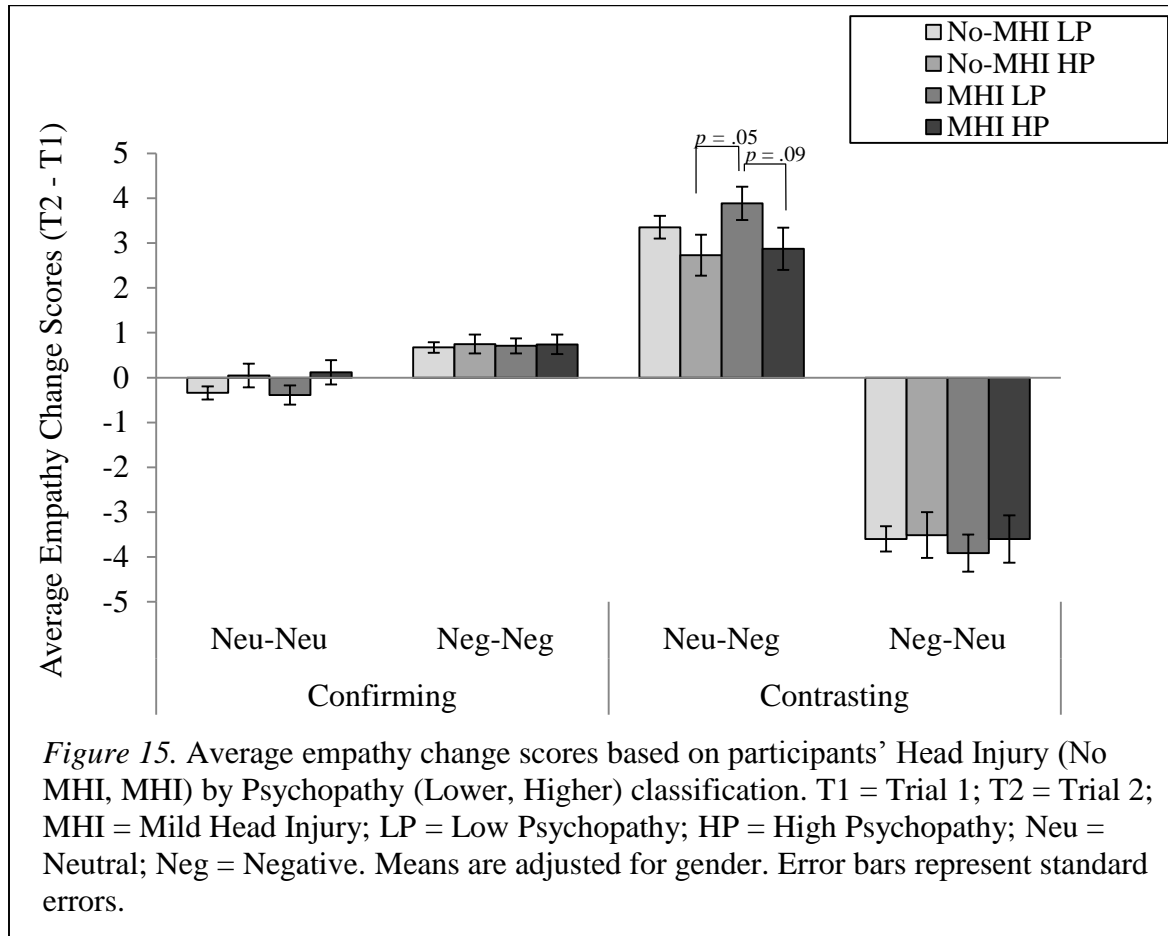 No-MHI LP
No-MHI HP
MHI LP
MHI HP
Average Empathy Change Scores (T2 - T1)
p = .05
p = .09
5
4
3
2
1
0
-1
-2
-3
-4
-5
Neu-Neu Neg-Neg Neu-Neg Neg-Neu
Confirming Contrasting
Figure 15. Average empathy change scores based on participants’ Head Injury (No
MHI, MHI) by Psychopathy (Lower, Higher) classification. T1 = Trial 1; T2 = Trial 2;
MHI = Mild Head Injury; LP = Low Psychopathy; HP = High Psychopathy; Neu =
Neutral; Neg = Negative. Means are adjusted for gender. Error bars represent standard
errors.